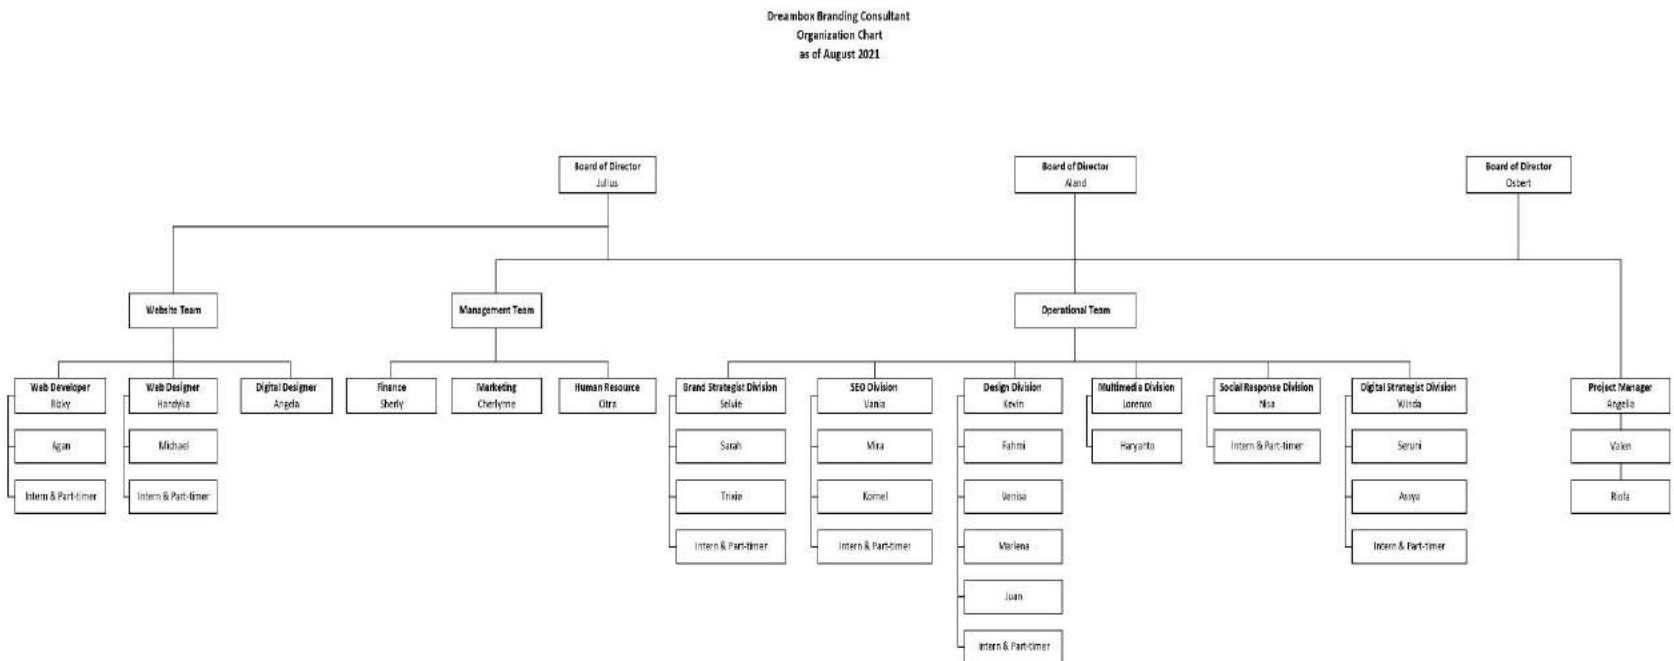 Dreambox Branding Consultant
Organization Chart
as of August 2021
Board of Director
Julius
Board of Director
Aland
Board of Director
Osbert
Website Team
Management Team
Operational Team
Web Developer
Rizky
Agan
Intern & Part-timer
Web Designer
Handyka
Michael
Intern & Part-timer
Digital Designer
Angela
Finance
Sherly
Marketing
Cherlynne
Human Resource
Citra
Brand Strategist Division
Selvie
Sarah
Trixie
Intern & Part-timer
SEO Division
Vania
Mira
Kornel
Intern & Part-timer
Design Division
Kevin
Fahmi
Venisa
Marlena
Juan
Intern & Part-timer
Multimedia Division
Lorenzo
Haryanto
Social Response Division
Nisa
Intern & Part-timer
Digital Strategist Division
Winda
Seruni
Assya
Intern & Part-timer
Project Manager
Angelia
Valen